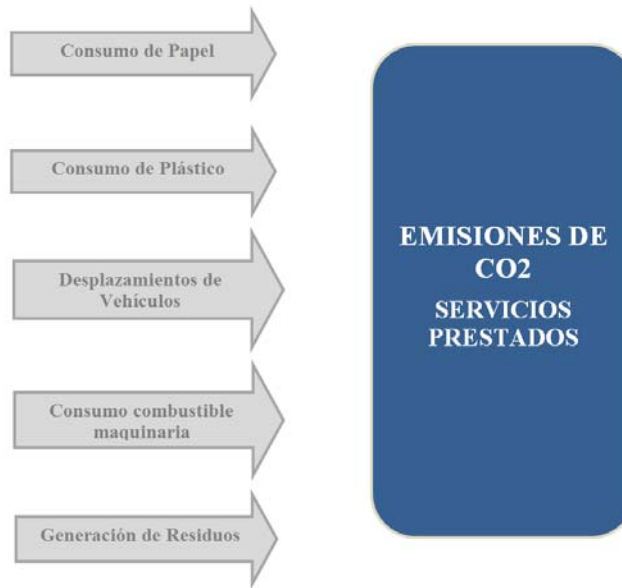 Consumo de Papel
Consumo de Plástico
Desplazamientos de
Vehículos
Consumo combustible
maquinaria
Generación de Residuos
EMISIONES DE
CO2
SERVICIOS
PRESTADOS